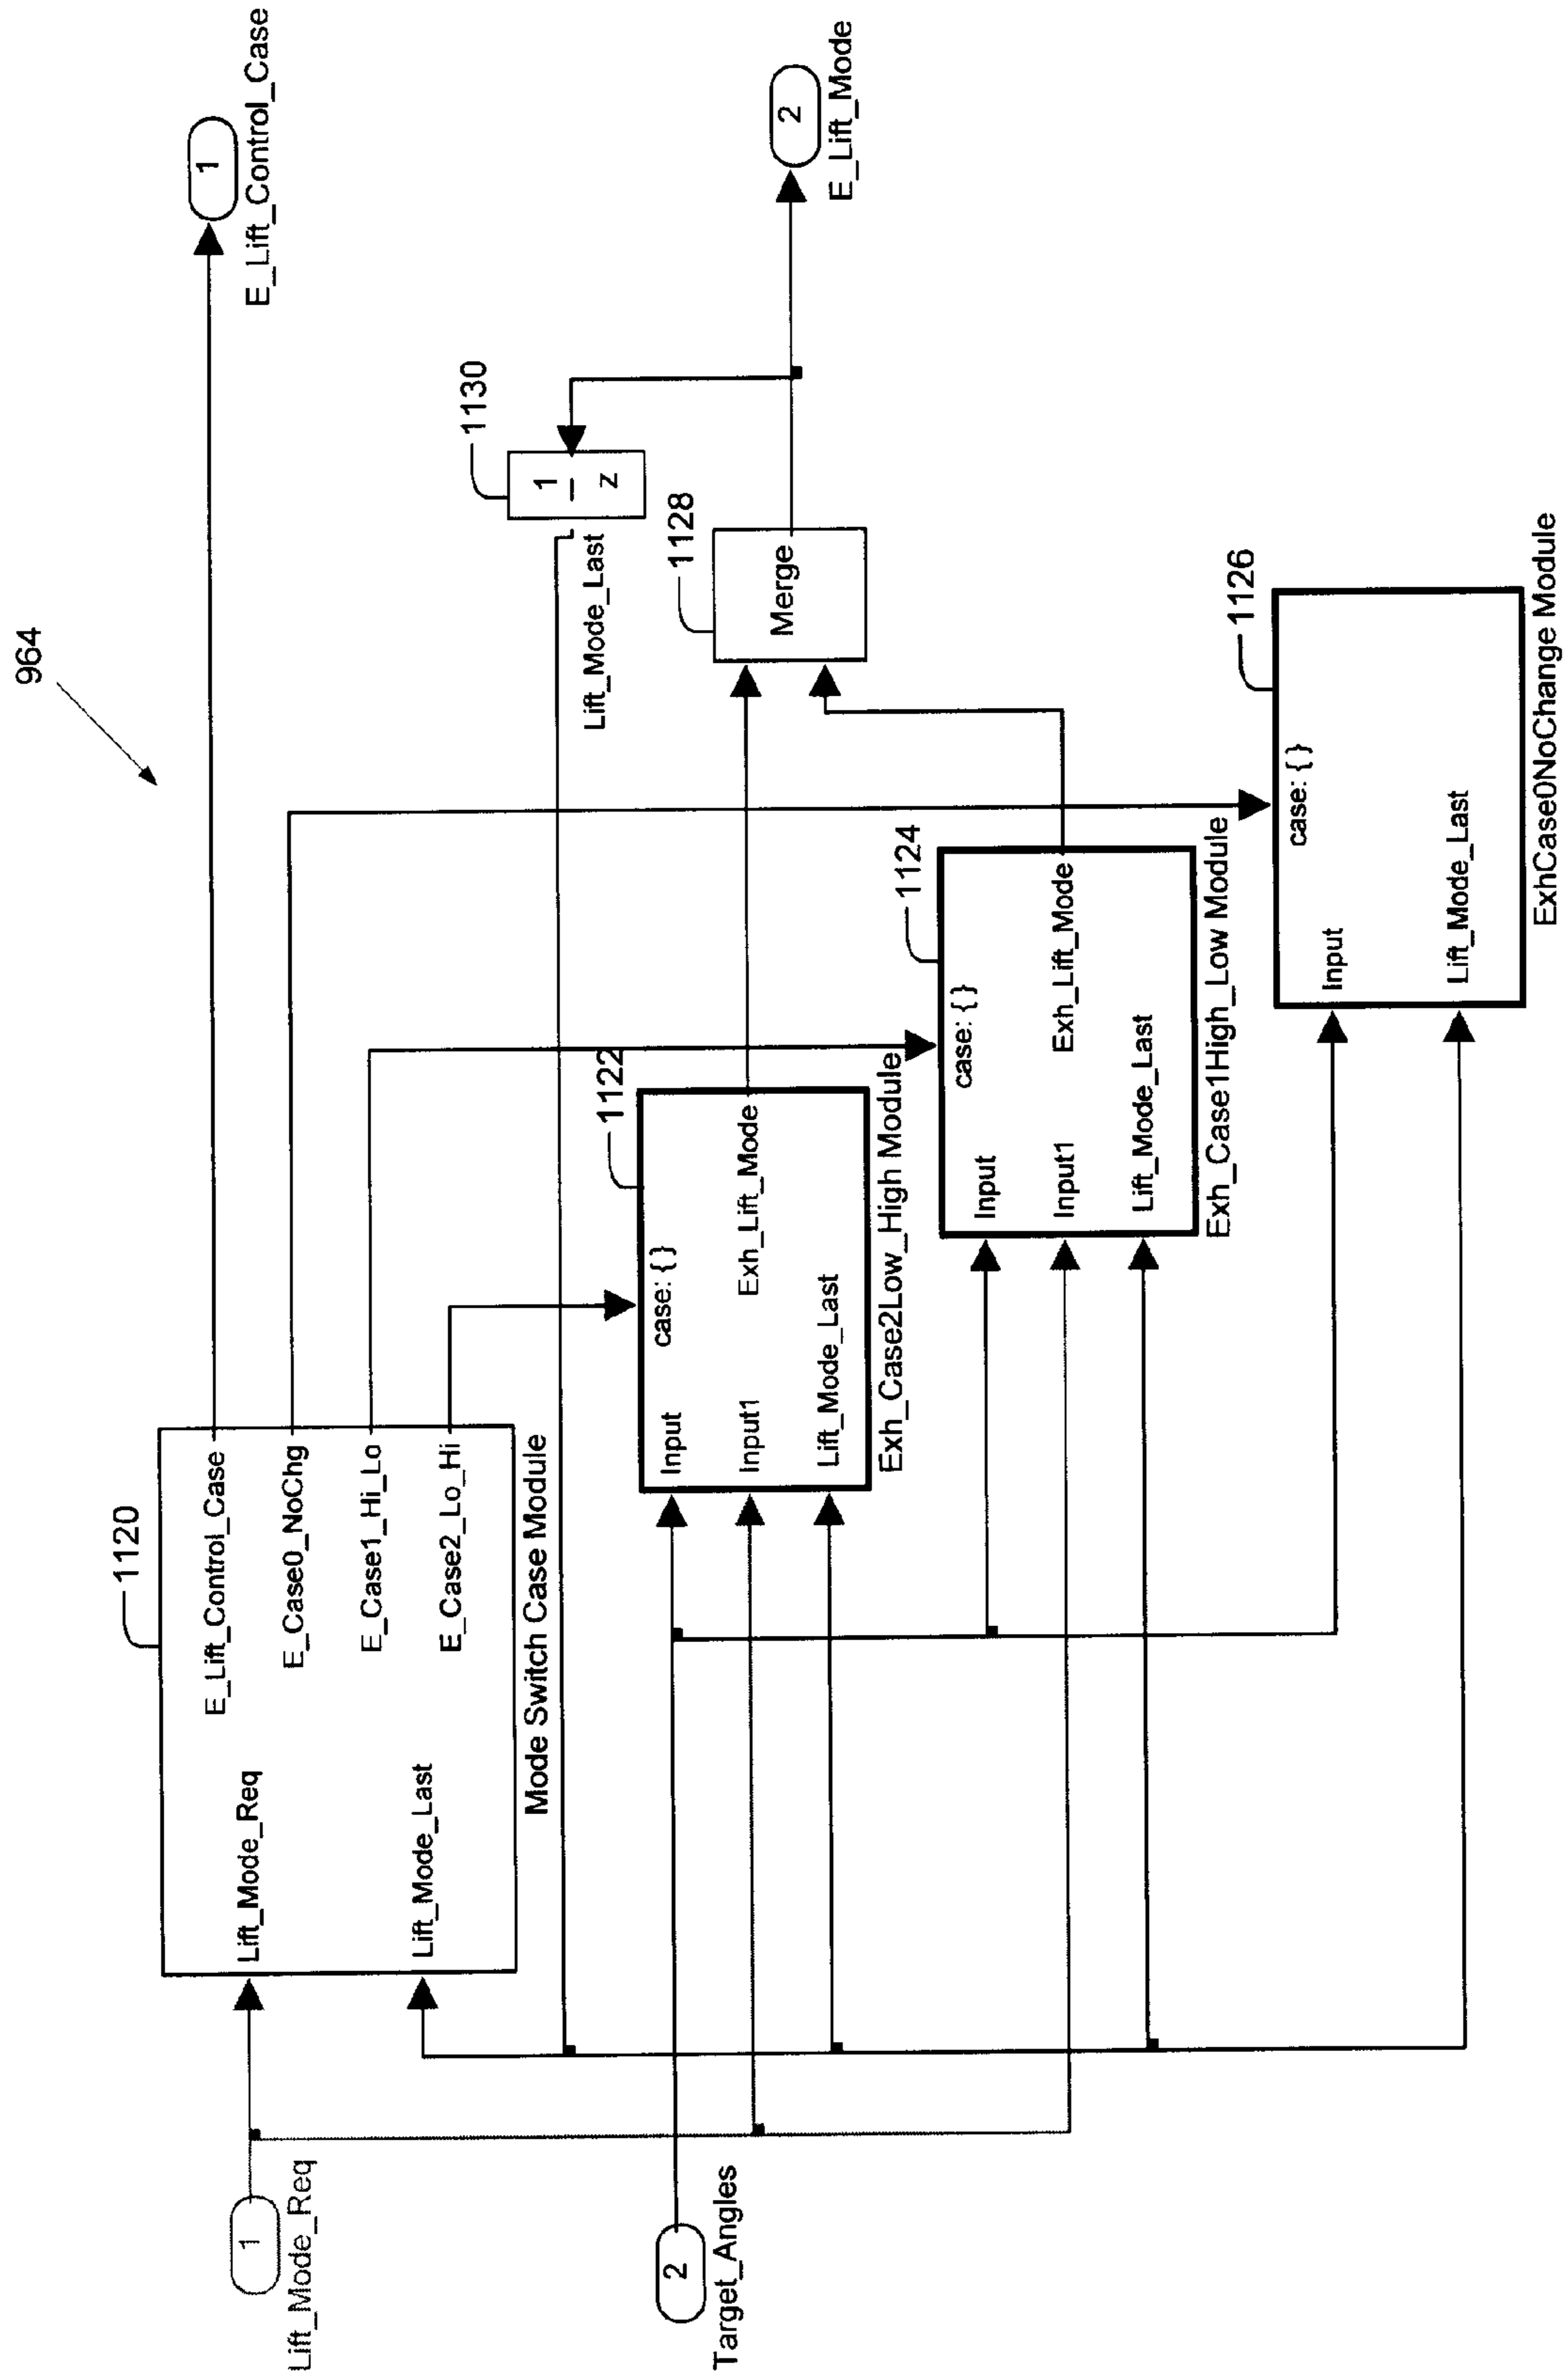 964
1
E_Lift_Control_Case
1120
Lift_Mode_Req
Lift_Mode_Last
E_Lift_Control_Case
E_Case0_NoChg
E_Case1_Hi_Lo
E_Case2_Lo_Hi
Mode Switch Case Module
1
Lift_Mode_Req
1130
1
z
Lift_Mode_Last
2
E_Lift_Mode
1128
Merge
1122
case: { }
Input
Input1
Exh_Lift_Mode
Lift_Mode_Last
Exh_Case2Low_High Module
2
Target_Angles
1124
case: { }
Input
Input1
Exh_Lift_Mode
Lift_Mode_Last
Exh_Case1High_Low Module
1126
case: { }
Input
Lift_Mode_Last
ExhCase0NoChange Module